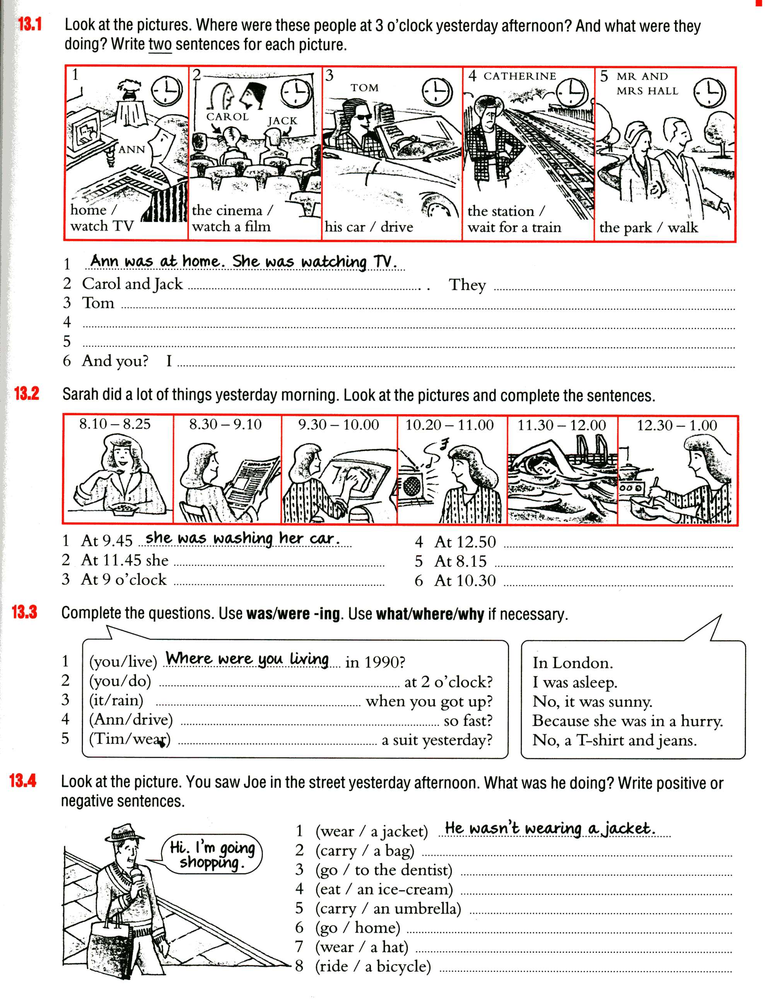 13.1 Look at the pictures. Where were these people at 3 o'clock yesterday afternoon? And what were they
doing? Write two sentences for each picture.
1
ANN
home /
watch TV
2
CAROL
JACK
the cinema /
watch a film
3
TOM
his car / drive
4 CATHERINE
the station /
wait for a train
5 MR AND
MRS HALL
the park / walk
1 Ann was at home. She was watching TV.
2 Carol and Jack . They
3 Tom
4
5
6 And you? I
13.2 Sarah did a lot of things yesterday morning. Look at the pictures and complete the sentences.
8.10 – 8.25 8.30 – 9.10 9.30 – 10.00 10.20 – 11.00 11.30 – 12.00 12.30 – 1.00
1 At 9.45 she was washing her car.
2 At 11.45 she
3 At 9 o'clock
4 At 12.50
5 At 8.15
6 At 10.30
13.3 Complete the questions. Use was/were -ing. Use what/where/why if necessary.
1 (you/live) Where were you living in 1990?
2 (you/do) at 2 o'clock?
3 (it/rain) when you got up?
4 (Ann/drive) so fast?
5 (Tim/wear) a suit yesterday?
In London.
I was asleep.
No, it was sunny.
Because she was in a hurry.
No, a T-shirt and jeans.
13.4 Look at the picture. You saw Joe in the street yesterday afternoon. What was he doing? Write positive or
negative sentences.
Hi. I'm going
shopping.
1 (wear / a jacket) He wasn't wearing a jacket.
2 (carry / a bag)
3 (go / to the dentist)
4 (eat / an ice-cream)
5 (carry / an umbrella)
6 (go / home)
7 (wear / a hat)
8 (ride / a bicycle)